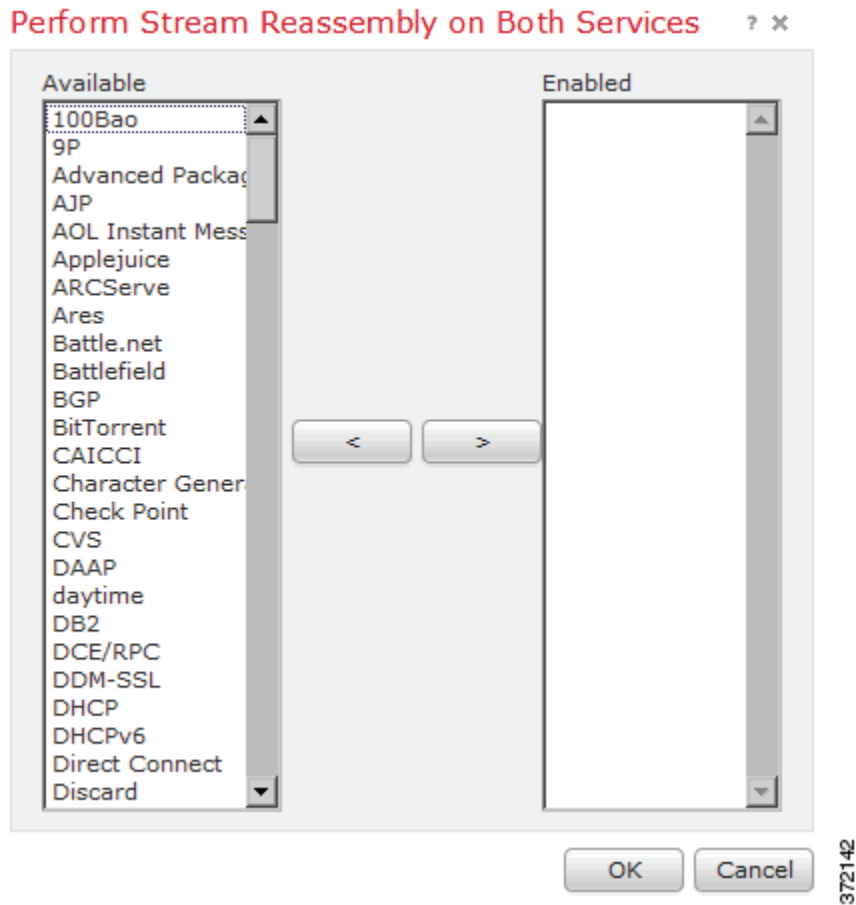 Perform Stream Reassembly on Both Services ? ×
Available
Enabled
100Bao
9P
Advanced Packag
AJP
AOL Instant Mess
Applejuice
ARCServe
Ares
Battle.net
Battlefield
BGP
BitTorrent
CAICCI
Character Gener
Check Point
CVS
DAAP
daytime
DB2
DCE/RPC
DDM-SSL
DHCP
DHCPv6
Direct Connect
Discard
< >
OK Cancel
372142